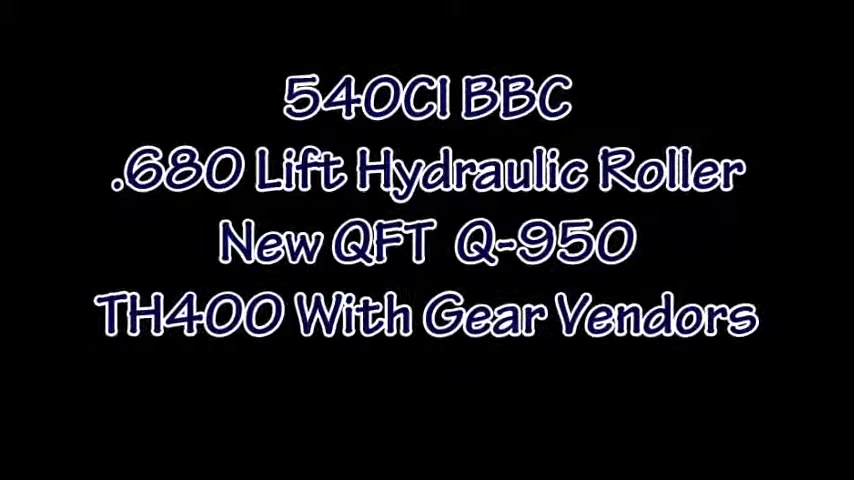 540CI BBC
.680 Lift Hydraulic Roller
New QFT Q-950
TH400 With Gear Vendors